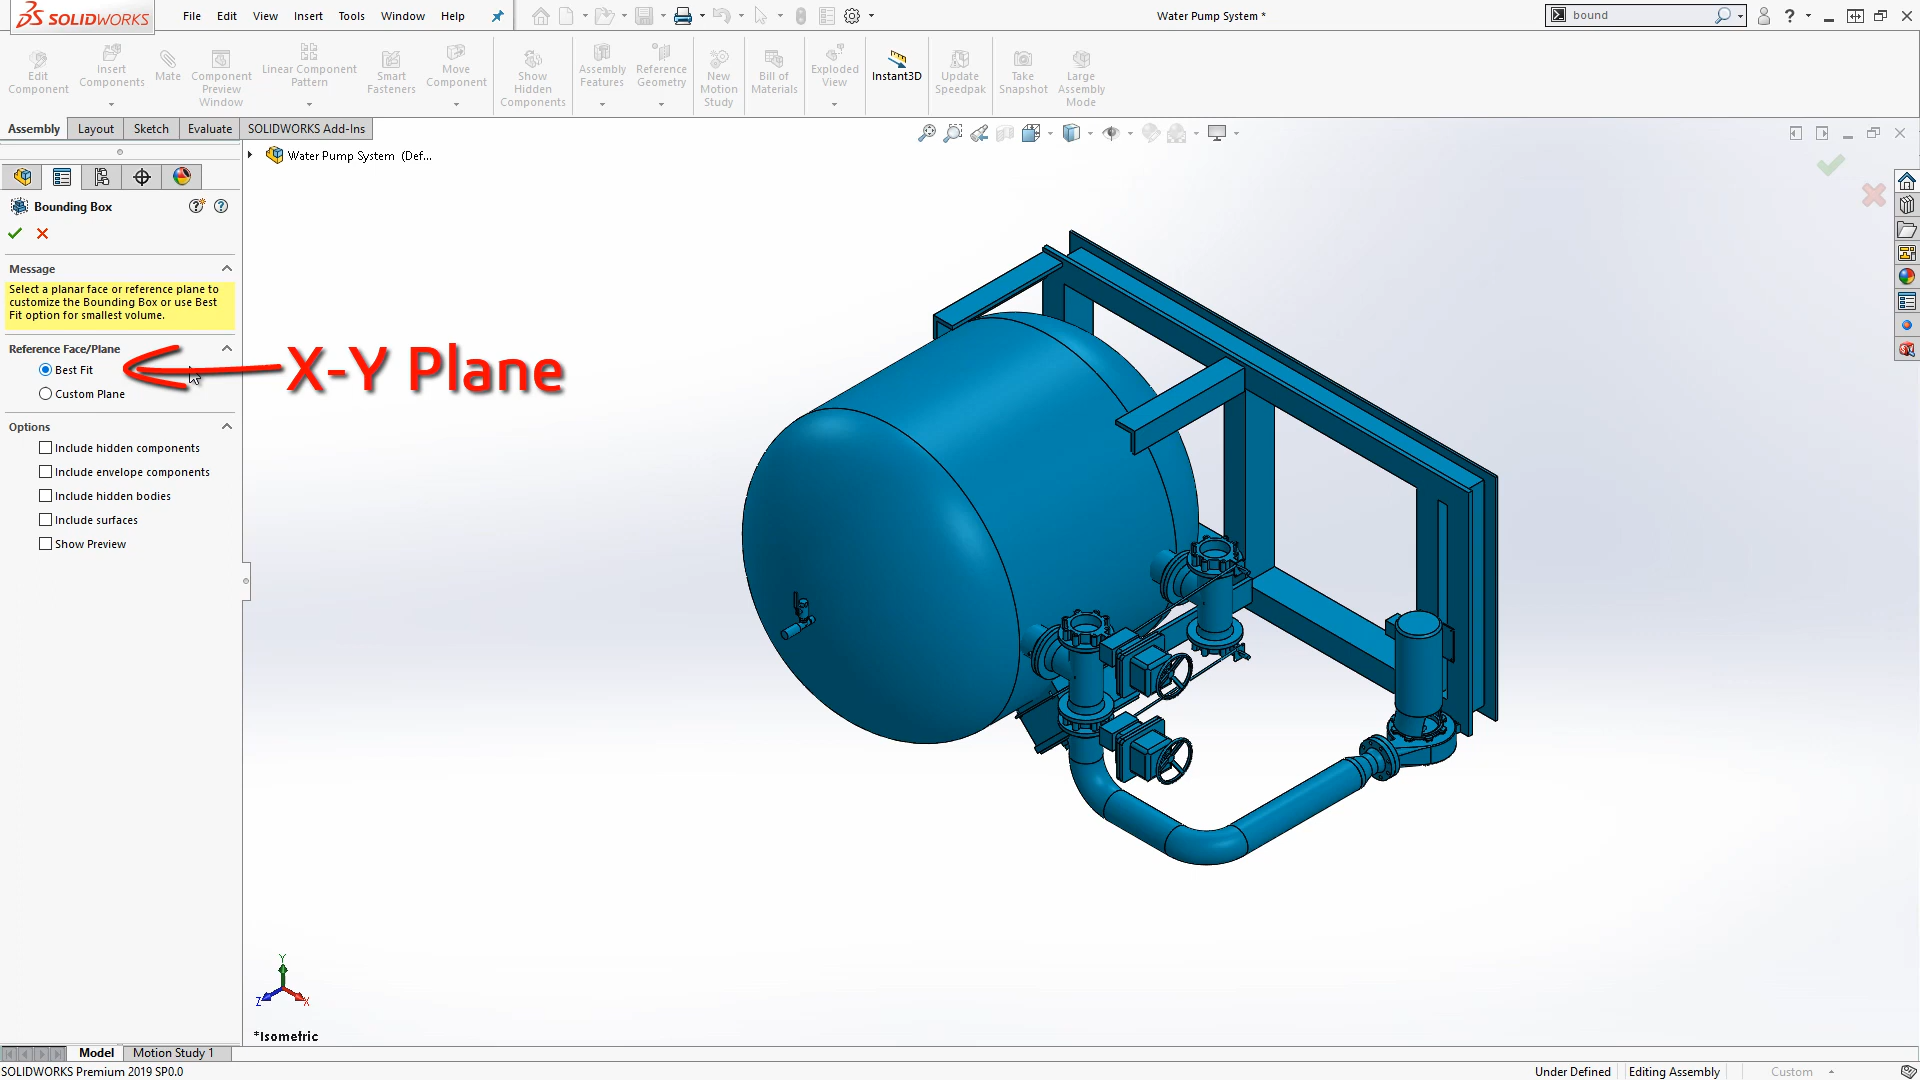 SOLIDWORKS
File Edit View Insert Tools Window Help
Water Pump System *
bound
?
Edit Component
Insert Components
Mate
Component Preview Window
Linear Component Pattern
Smart Fasteners
Move Component
Show Hidden Components
Assembly Features
Reference Geometry
New Motion Study
Bill of Materials
Exploded View
Instant3D
Update Speedpak
Take Snapshot
Large Assembly Mode
Assembly Layout Sketch Evaluate SOLIDWORKS Add-Ins
Water Pump System (Def...
Bounding Box
Message
Select a planar face or reference plane to
customize the Bounding Box or use Best
Fit option for smallest volume.
Reference Face/Plane
Best Fit
X-Y Plane
Custom Plane
Options
Include hidden components
Include envelope components
Include hidden bodies
Include surfaces
Show Preview
Y
Z
X
*Isometric
Model Motion Study 1
SOLIDWORKS Premium 2019 SP0.0
Under Defined Editing Assembly Custom